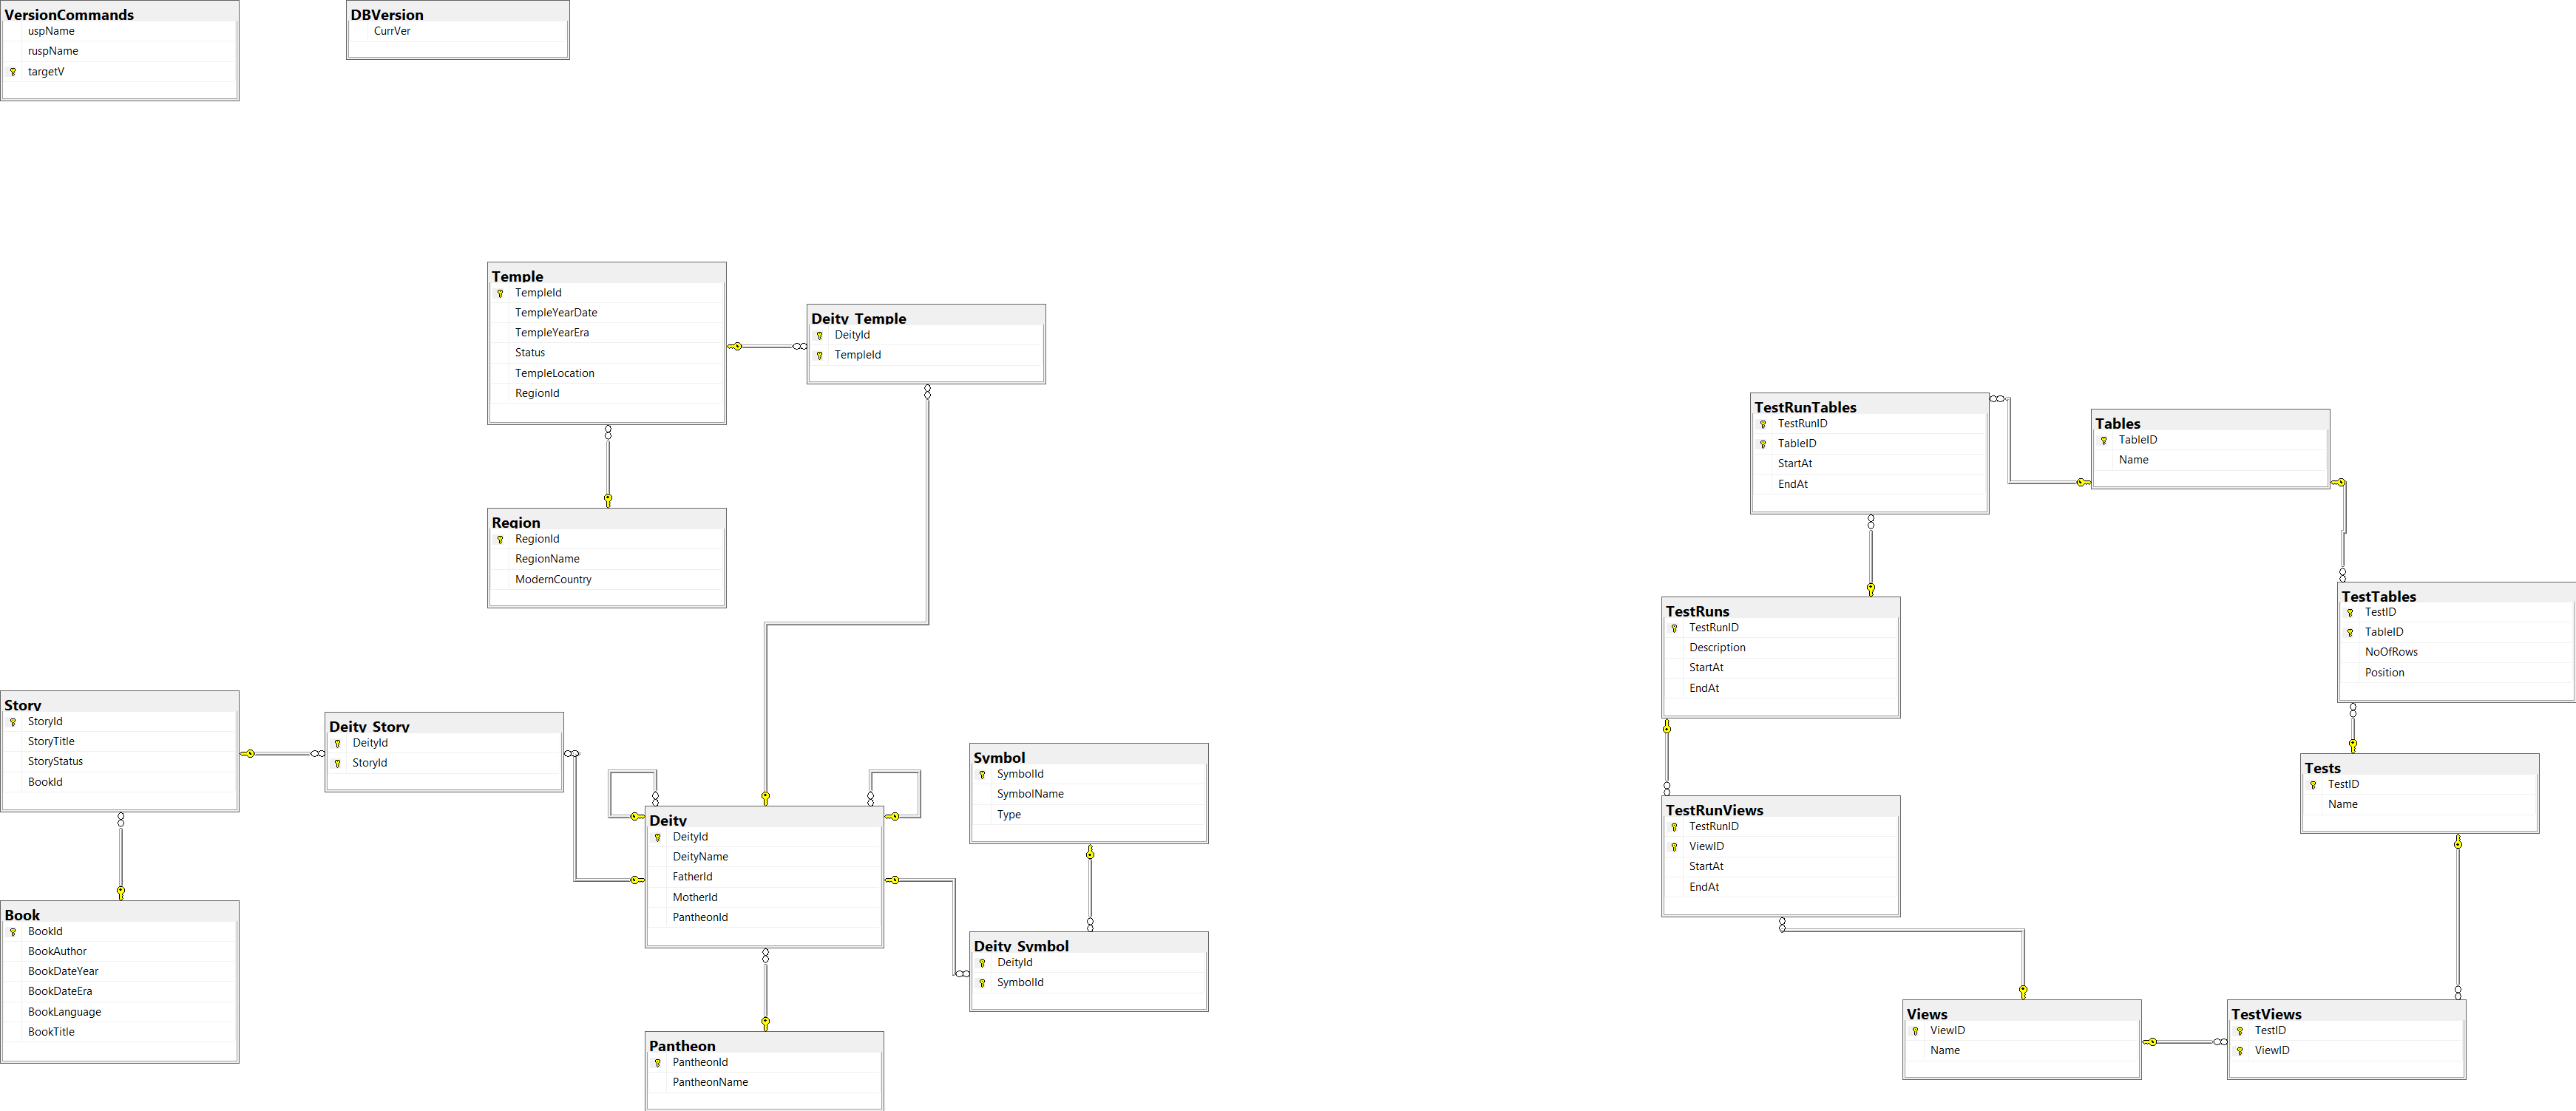 VersionCommands
uspName
ruspName
targetV
DBVersion
CurrVer
Temple
TempleId
TempleYearDate
TempleYearEra
Status
TempleLocation
RegionId
Deity_Temple
DeityId
TempleId
Region
RegionId
RegionName
ModernCountry
Story
StoryId
StoryTitle
StoryStatus
BookId
Deity_Story
DeityId
StoryId
Book
BookId
BookAuthor
BookDateYear
BookDateEra
BookLanguage
BookTitle
Deity
DeityId
DeityName
FatherId
MotherId
PantheonId
Symbol
SymbolId
SymbolName
Type
Deity_Symbol
DeityId
SymbolId
Pantheon
PantheonId
PantheonName
TestRunTables
TestRunID
TableID
StartAt
EndAt
Tables
TableID
Name
TestRuns
TestRunID
Description
StartAt
EndAt
TestTables
TestID
TableID
NoOfRows
Position
TestRunViews
TestRunID
ViewID
StartAt
EndAt
Tests
TestID
Name
Views
ViewID
Name
TestViews
TestID
ViewID